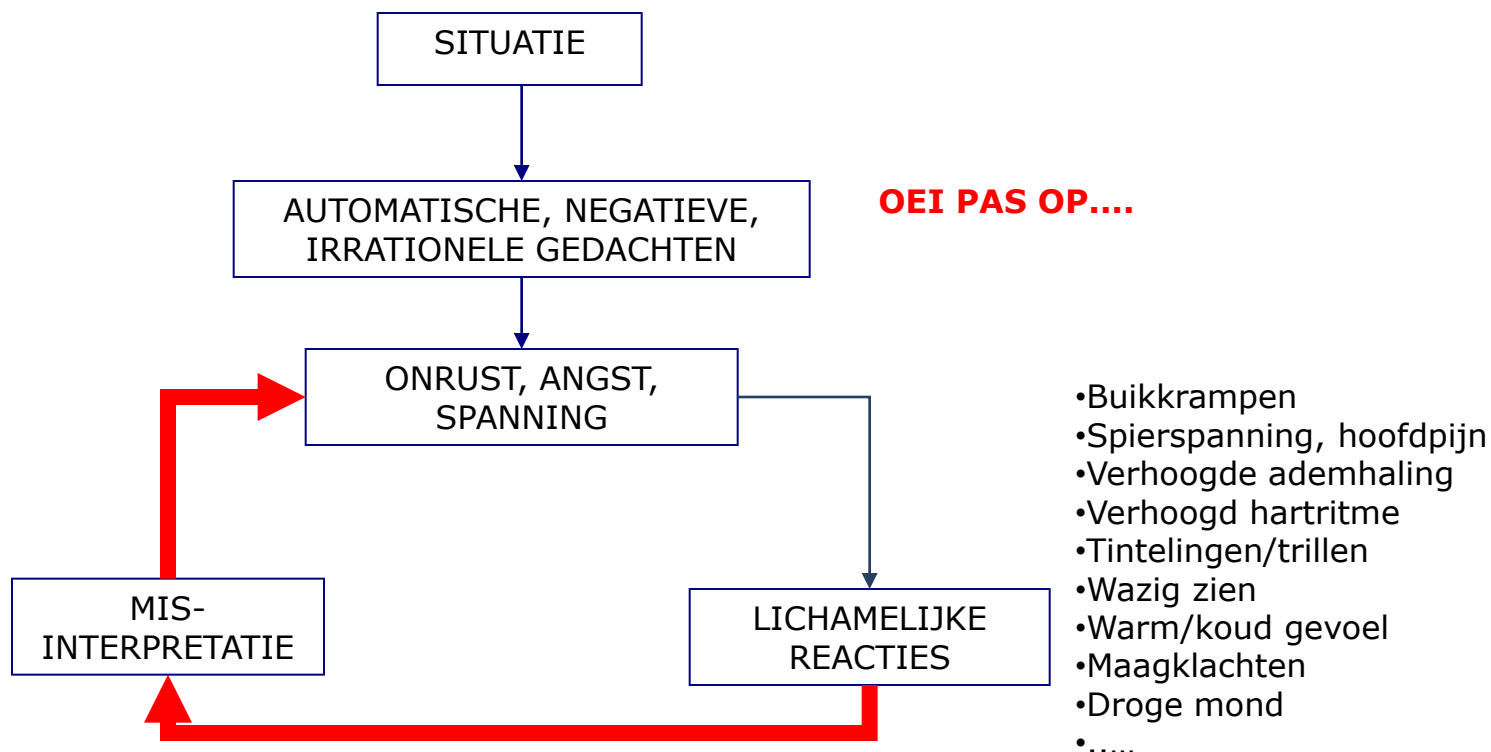 SITUATIE
AUTOMATISCHE, NEGATIEVE,
IRRATIONELE GEDACHTEN
OEI PAS OP....
ONRUST, ANGST,
SPANNING
•Buikkrampen
•Spierspanning, hoofdpijn
•Verhoogde ademhaling
•Verhoogd hartritme
•Tintelingen/trillen
•Wazig zien
•Warm/koud gevoel
•Maagklachten
•Droge mond
•.....
MIS-
INTERPRETATIE
LICHAMELIJKE
REACTIES